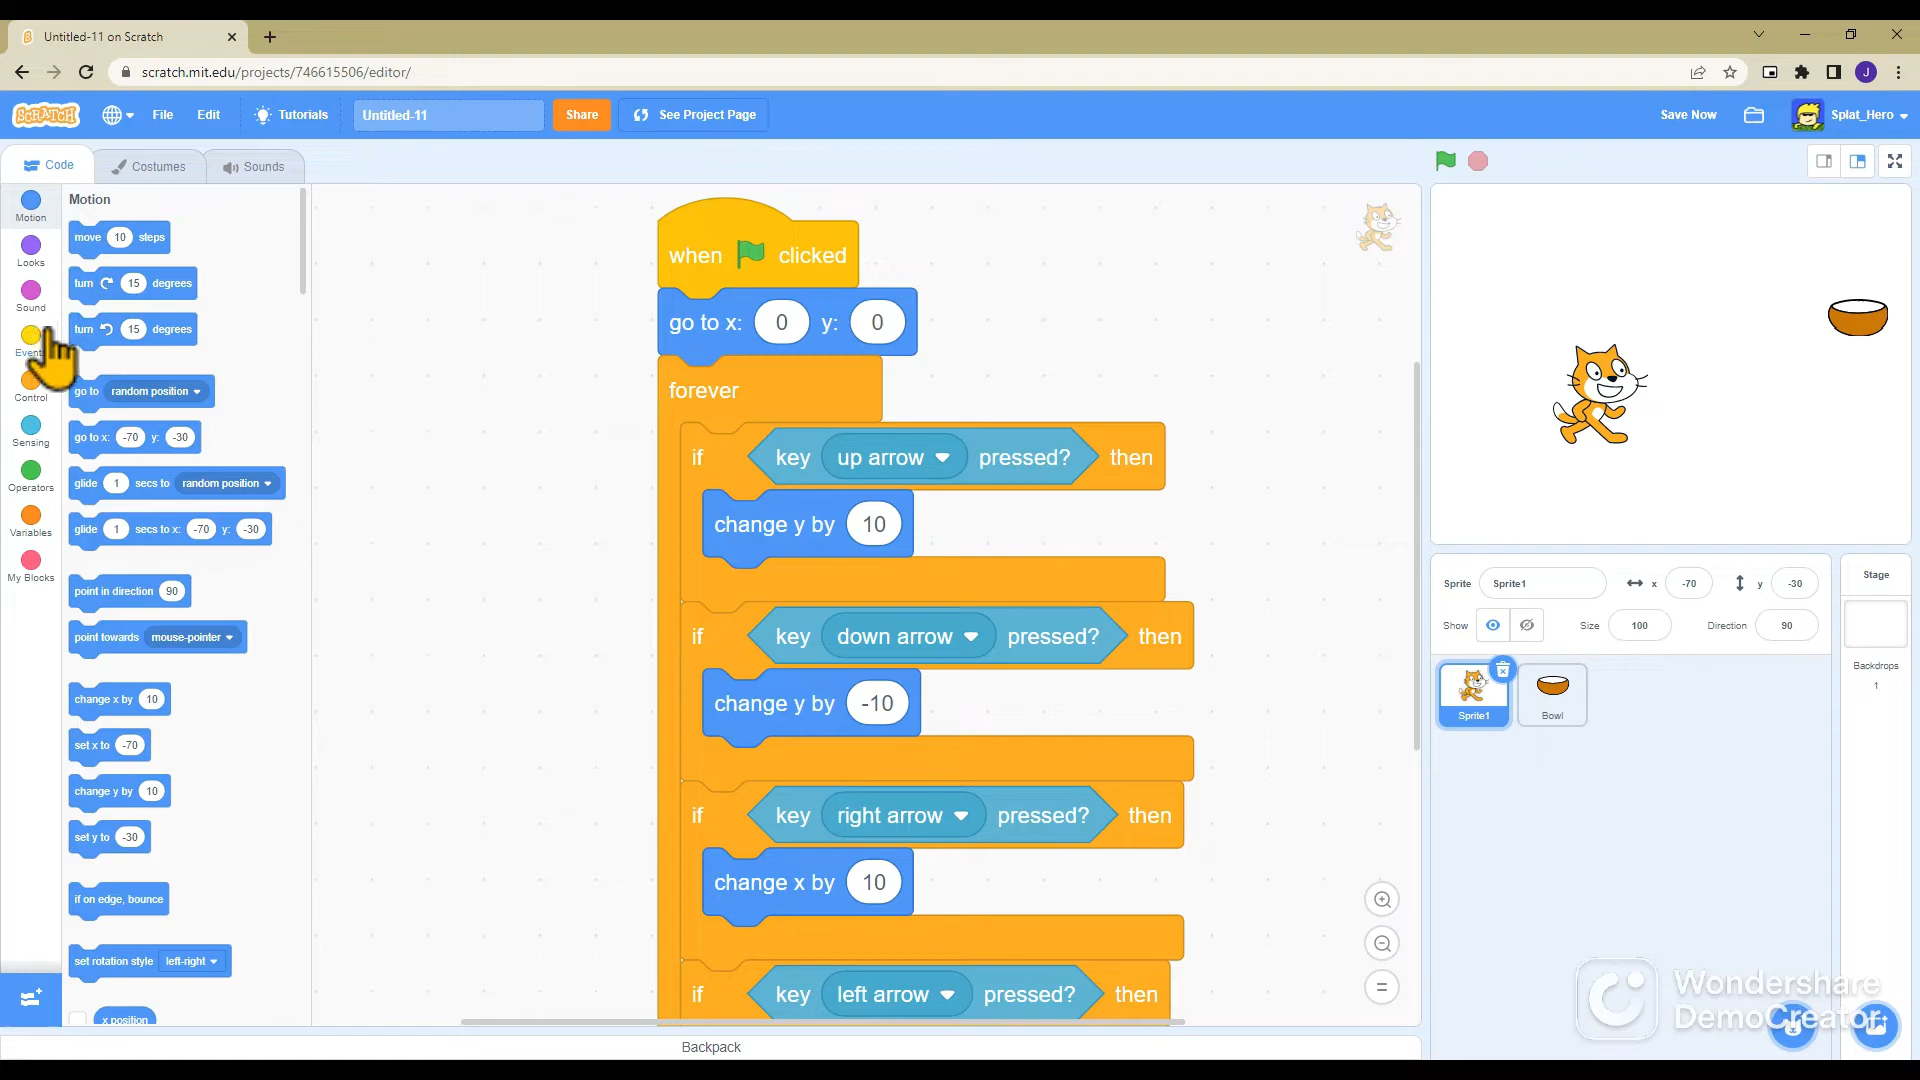 Untitled-11 on Scratch
scratch.mit.edu/projects/746615506/editor/
J
SCRATCH
File
Edit
Tutorials
Untitled-11
Share
See Project Page
Save Now
Splat_Hero
Code
Costumes
Sounds
Motion
Looks
Sound
Control
Sensing
Operators
Variables
My Blocks
Motion
move 10 steps
turn 15 degrees
turn 15 degrees
go to random position
go to x: -70 y: -30
glide 1 secs to random position
glide 1 secs to x: -70 y: -30
point in direction 90
point towards mouse-pointer
change x by 10
set x to -70
change y by 10
set y to -30
if on edge, bounce
set rotation style left-right
x position
when clicked
go to x: 0 y: 0
forever
if key up arrow pressed? then
change y by 10
if key down arrow pressed? then
change y by -10
if key right arrow pressed? then
change x by 10
if key left arrow pressed? then
Backpack
Sprite Sprite1 x -70 y -30
Show Size 100 Direction 90
Sprite1
Bowl
Stage
Backdrops
1
Wondershare
DemoCreator